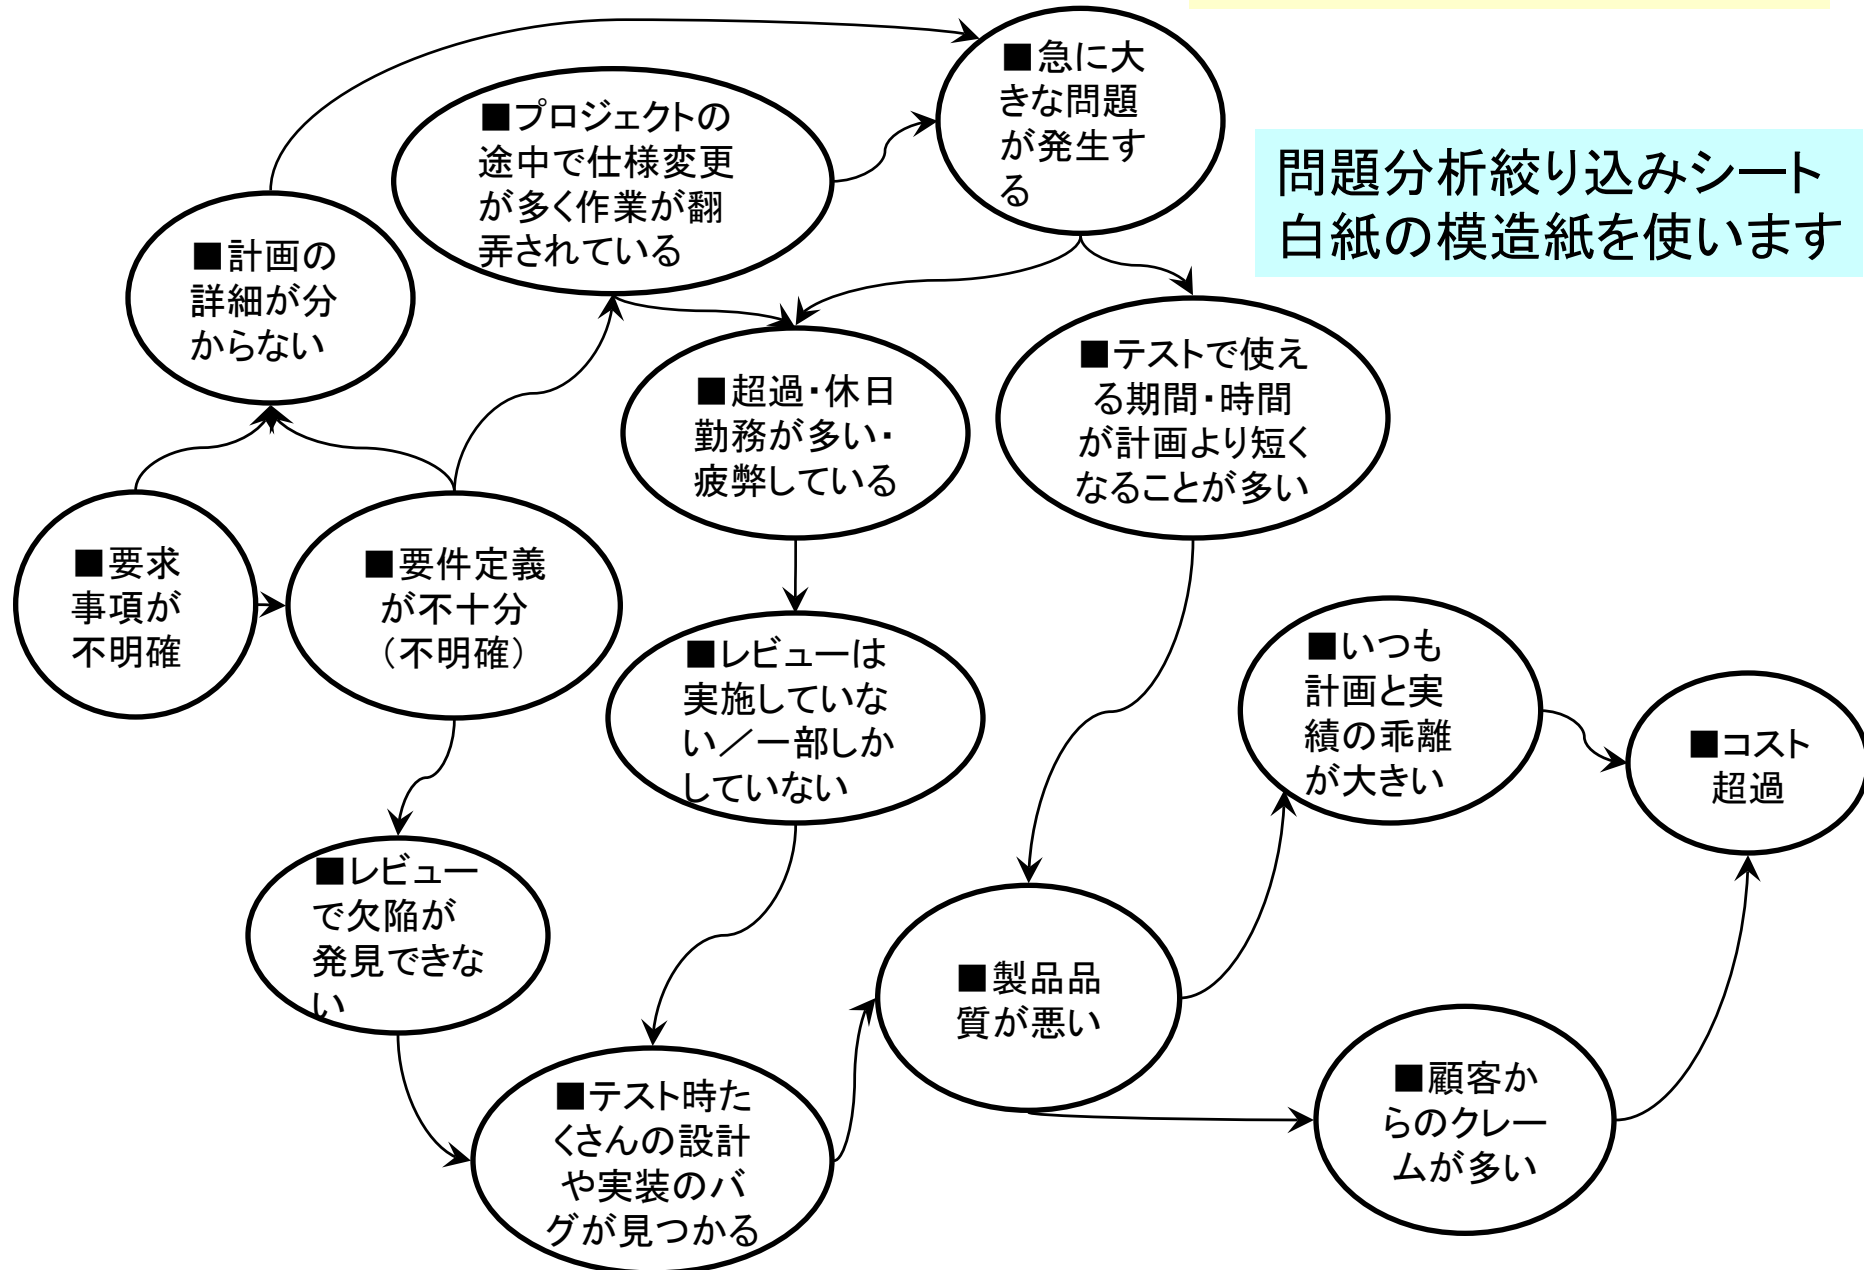 ■急に大
きな問題
が発生す
る
■プロジェクトの
途中で仕様変更
が多く作業が翻
弄されている
問題分析絞り込みシート
白紙の模造紙を使います
■計画の
詳細が分
からない
■超過・休日
勤務が多い・
疲弊している
■テストで使え
る期間・時間
が計画より短く
なることが多い
■要求
事項が
不明確
■要件定義
が不十分
（不明確）
■レビューは
実施していな
い／一部しか
していない
■いつも
計画と実
績の乖離
が大きい
■コスト
超過
■レビュー
で欠陥が
発見できな
い
■製品品
質が悪い
■テスト時た
くさんの設計
や実装のバ
グが見つかる
■顧客か
らのクレー
ムが多い